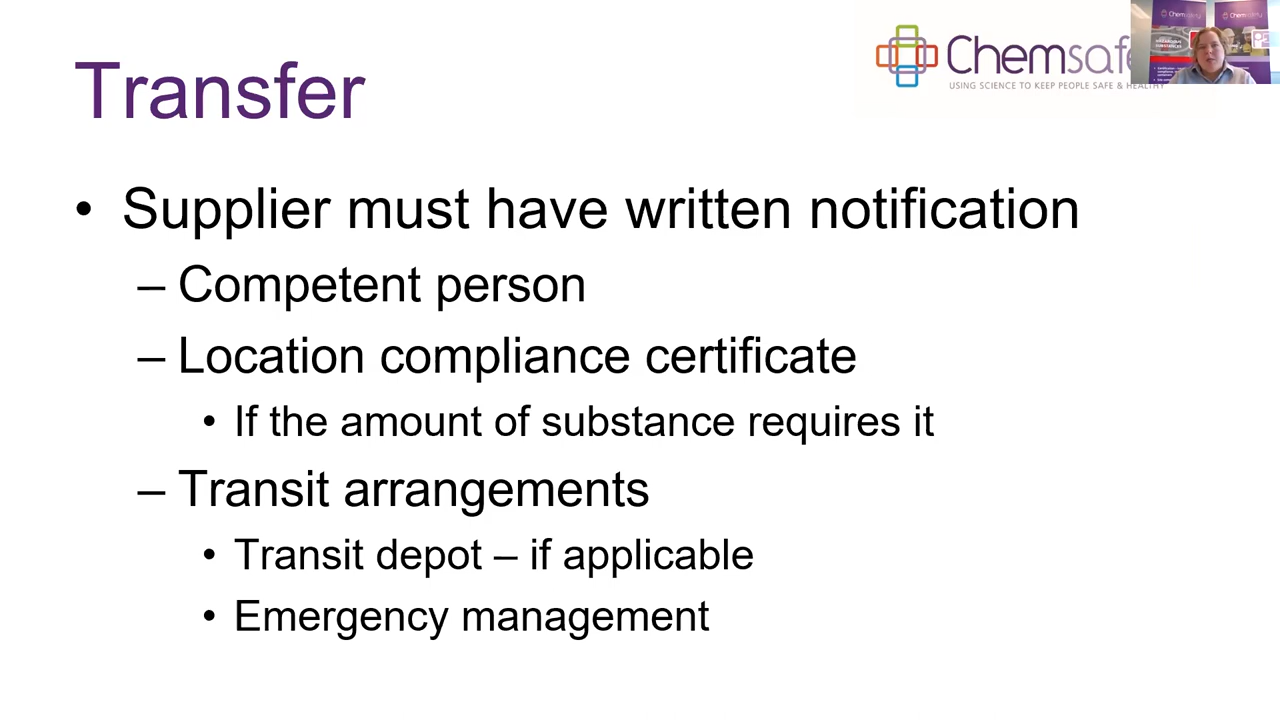 Transfer
Chemsafe
USING SCIENCE TO KEEP PEOPLE SAFE & HEALTHY
• Supplier must have written notification
– Competent person
– Location compliance certificate
• If the amount of substance requires it
– Transit arrangements
• Transit depot – if applicable
• Emergency management